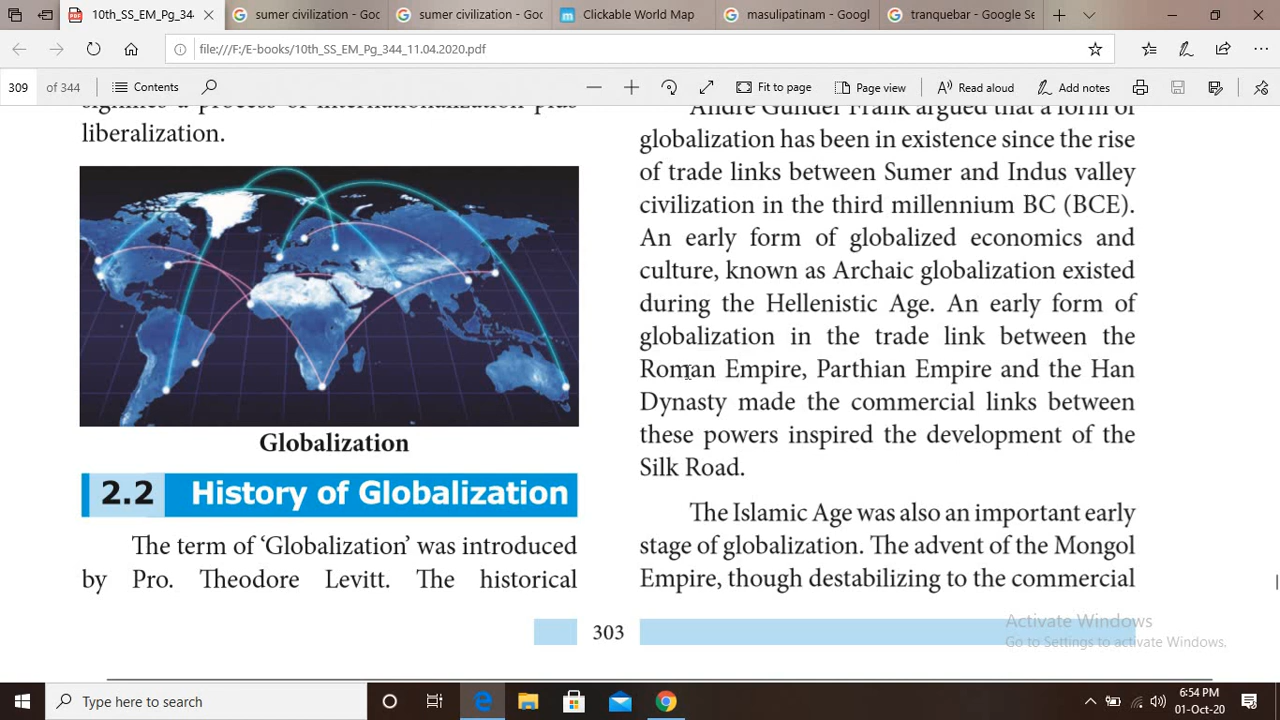 10th_SS_EM_Pg_344
sumer civilization - Goo
sumer civilization - Goo
Clickable World Map
masulipatinam - Googl
tranquebar - Google Se
file:///F:/E-books/10th_SS_EM_Pg_344_11.04.2020.pdf
309 of 344
Contents
Fit to page
Page view
Read aloud
Add notes
signifies a process of internationalization plus
liberalization.
Globalization
2.2 History of Globalization
The term of ‘Globalization’ was introduced
by Pro. Theodore Levitt. The historical
Andre Gunder Frank argued that a form of
globalization has been in existence since the rise
of trade links between Sumer and Indus valley
civilization in the third millennium BC (BCE).
An early form of globalized economics and
culture, known as Archaic globalization existed
during the Hellenistic Age. An early form of
globalization in the trade link between the
Roman Empire, Parthian Empire and the Han
Dynasty made the commercial links between
these powers inspired the development of the
Silk Road.
The Islamic Age was also an important early
stage of globalization. The advent of the Mongol
Empire, though destabilizing to the commercial
303
Activate Windows
Go to Settings to activate Windows.
Type here to search
6:54 PM
01-Oct-20